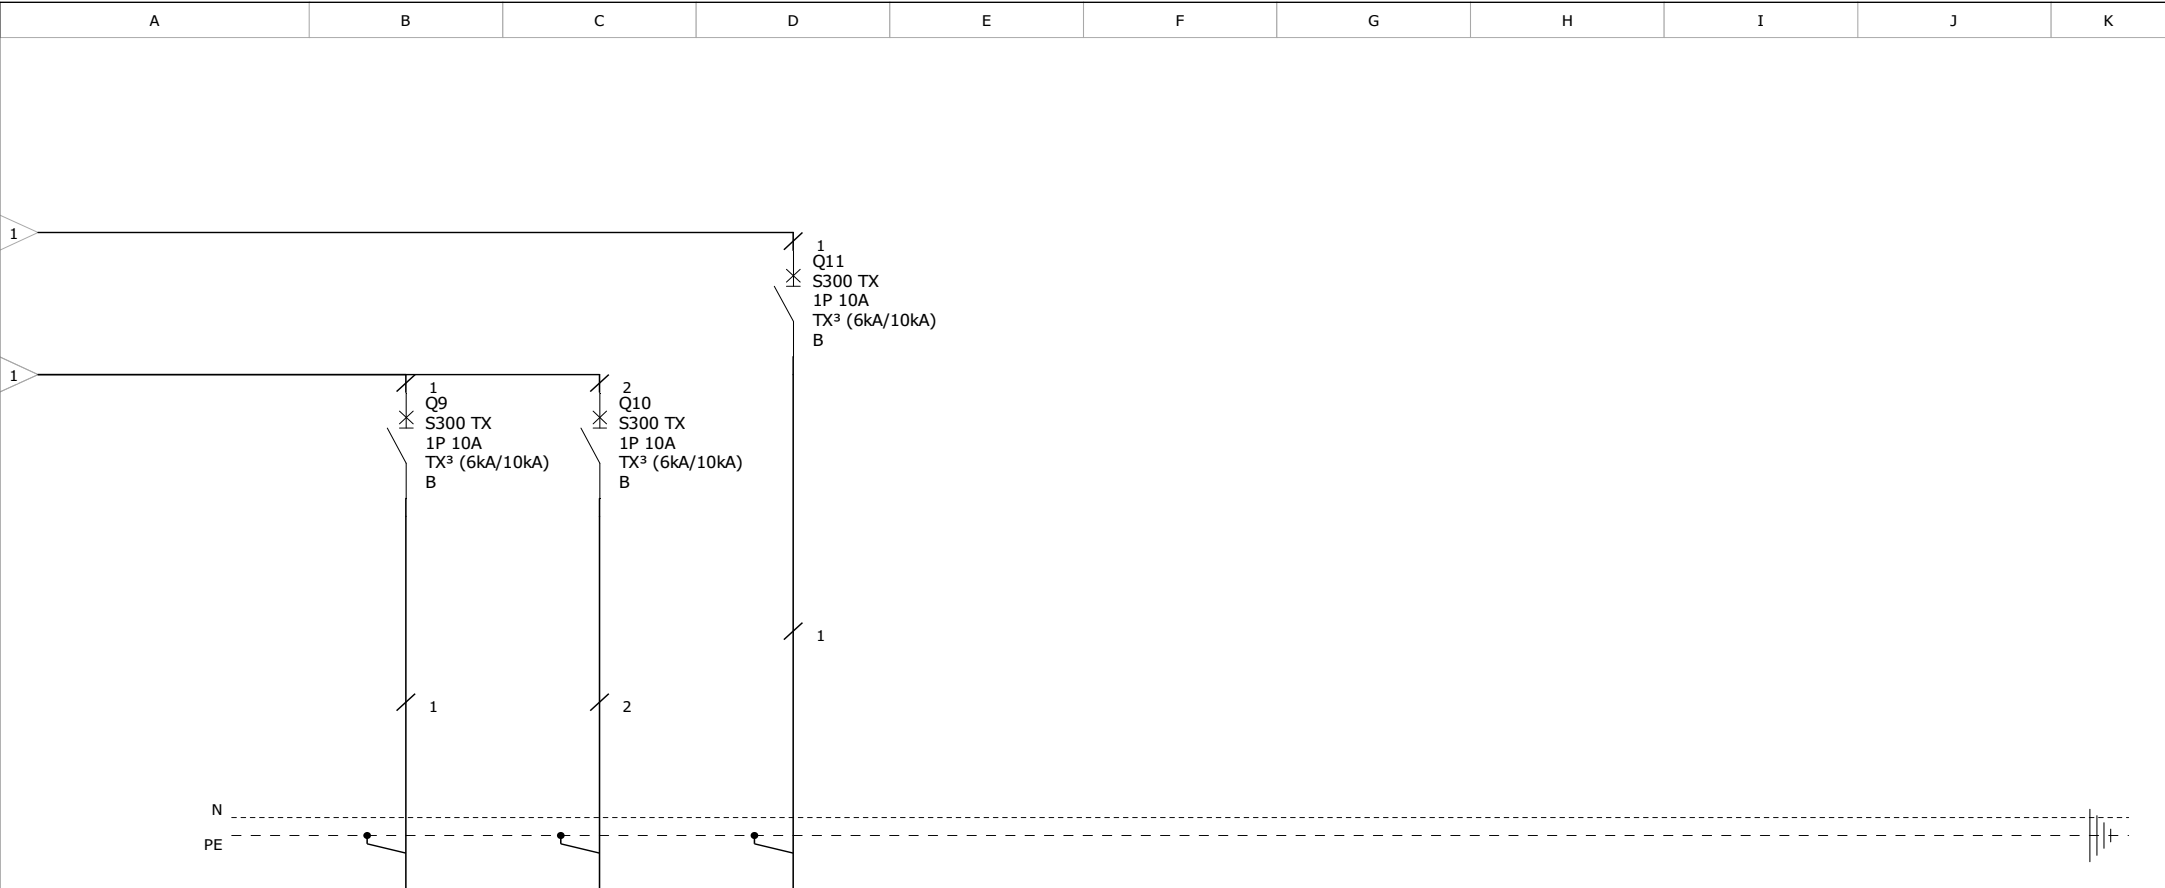 A B C D E F G H I J K
1
1
Q11
S300 TX
1P 10A
TX³ (6kA/10kA)
B
1
1
Q9
S300 TX
1P 10A
TX³ (6kA/10kA)
B
2
Q10
S300 TX
1P 10A
TX³ (6kA/10kA)
B
1
1
2
N
PE